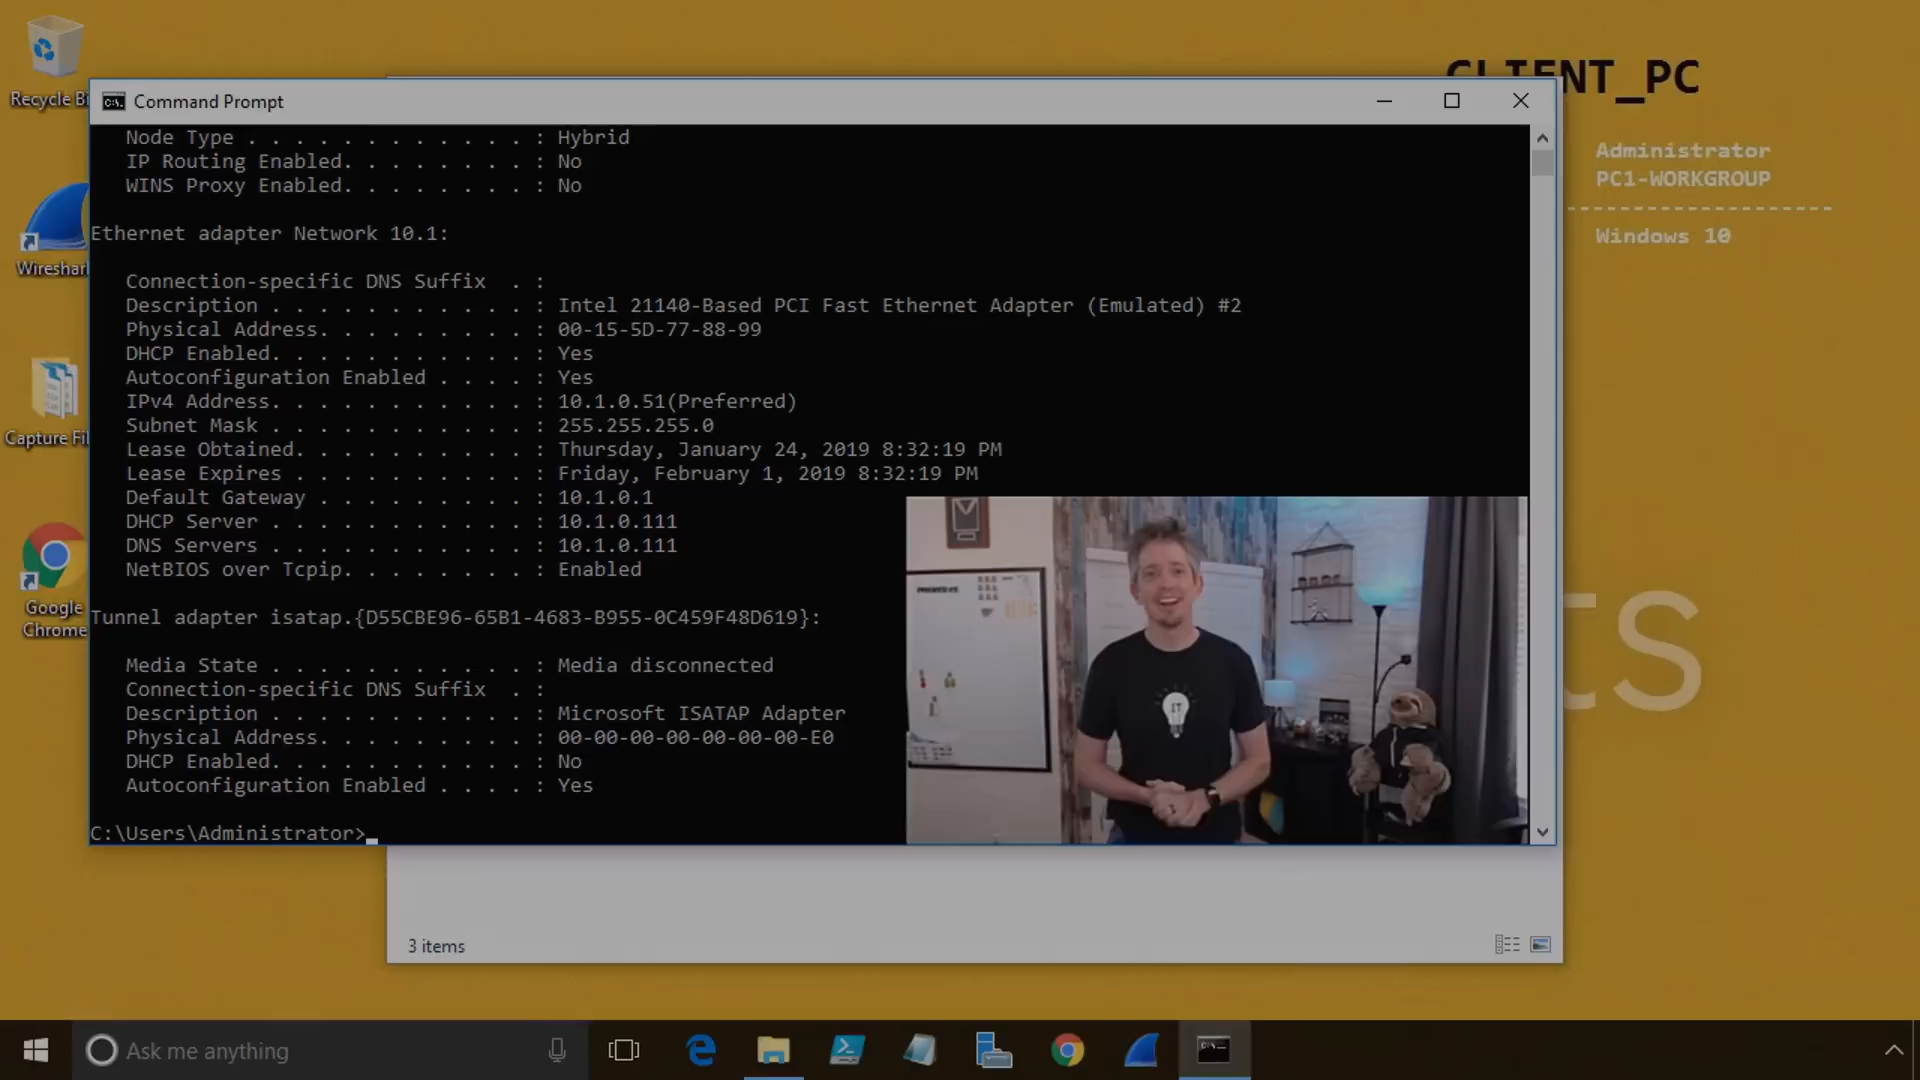 Recycle Bi
CLIENT_PC
Command Prompt
Node Type . . . . . . . . . . . . : Hybrid
IP Routing Enabled. . . . . . . . : No
WINS Proxy Enabled. . . . . . . . : No
Administrator
PC1-WORKGROUP
-----------------------
Windows 10
Ethernet adapter Network 10.1:
Wireshar
Connection-specific DNS Suffix  . :
Description . . . . . . . . . . . : Intel 21140-Based PCI Fast Ethernet Adapter (Emulated) #2
Physical Address. . . . . . . . . : 00-15-5D-77-88-99
DHCP Enabled. . . . . . . . . . . : Yes
Autoconfiguration Enabled . . . . : Yes
IPv4 Address. . . . . . . . . . . : 10.1.0.51(Preferred)
Subnet Mask . . . . . . . . . . . : 255.255.255.0
Capture Fil
Lease Obtained. . . . . . . . . . : Thursday, January 24, 2019 8:32:19 PM
Lease Expires . . . . . . . . . . : Friday, February 1, 2019 8:32:19 PM
Default Gateway . . . . . . . . . : 10.1.0.1
DHCP Server . . . . . . . . . . . : 10.1.0.111
DNS Servers . . . . . . . . . . . : 10.1.0.111
NetBIOS over Tcpip. . . . . . . . : Enabled
Google
Chrome
Tunnel adapter isatap.{D55CBE96-65B1-4683-B955-0C459F48D619}:
Media State . . . . . . . . . . . : Media disconnected
Connection-specific DNS Suffix  . :
Description . . . . . . . . . . . : Microsoft ISATAP Adapter
Physical Address. . . . . . . . . : 00-00-00-00-00-00-00-E0
DHCP Enabled. . . . . . . . . . . : No
Autoconfiguration Enabled . . . . : Yes
IT
ts
C:\Users\Administrator>
3 items
Ask me anything